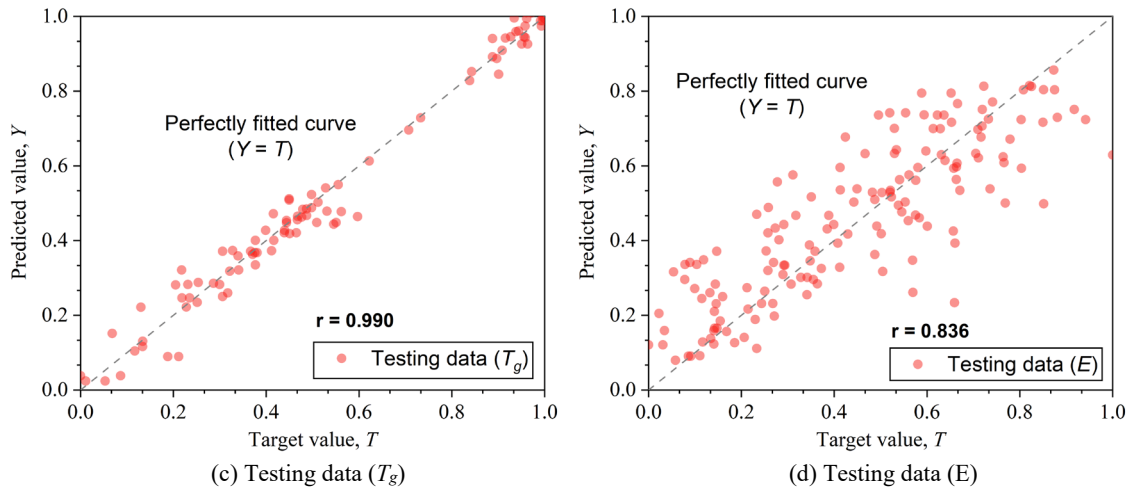 1.0
0.8
0.6
0.4
0.2
0.0
Predicted value, Y
Perfectly fitted curve
(Y = T)
r = 0.990
Testing data (Tg)
0.0 0.2 0.4 0.6 0.8 1.0
Target value, T
(c) Testing data (Tg)
1.0
0.8
0.6
0.4
0.2
0.0
Predicted value, Y
Perfectly fitted curve
(Y = T)
r = 0.836
Testing data (E)
0.0 0.2 0.4 0.6 0.8 1.0
Target value, T
(d) Testing data (E)